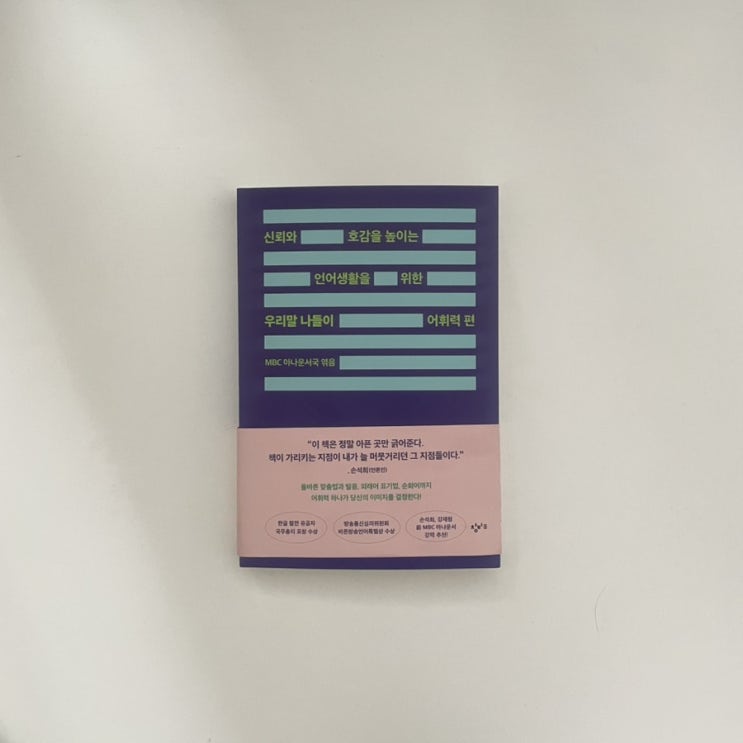 신뢰와 호감을 높이는
언어생활을 위한
우리말 나들이 어휘력 편
MBC 아나운서국 엮음
“이 책은 정말 아픈 곳만 긁어준다.
책이 가리키는 지점이 내가 늘 머뭇거리던 그 지점들이다.”
- 손석희(언론인)
올바른 맞춤법과 발음, 외래어 표기법, 순화어까지
어휘력 하나가 당신의 이미지를 결정한다!
한글 발전 유공자
국무총리 표창 수상
방송통신심의위원회
바른방송언어특별상 수상
손석희, 강재형
前 MBC 아나운서
강력 추천!
창비